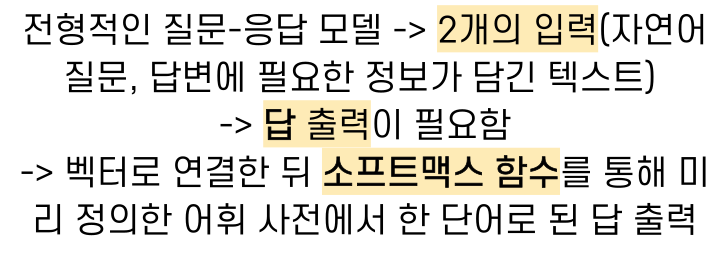 전형적인 질문-응답 모델 -> 2개의 입력(자연어
질문, 답변에 필요한 정보가 담긴 텍스트)
-> 답 출력이 필요함
-> 벡터로 연결한 뒤 소프트맥스 함수를 통해 미
리 정의한 어휘 사전에서 한 단어로 된 답 출력